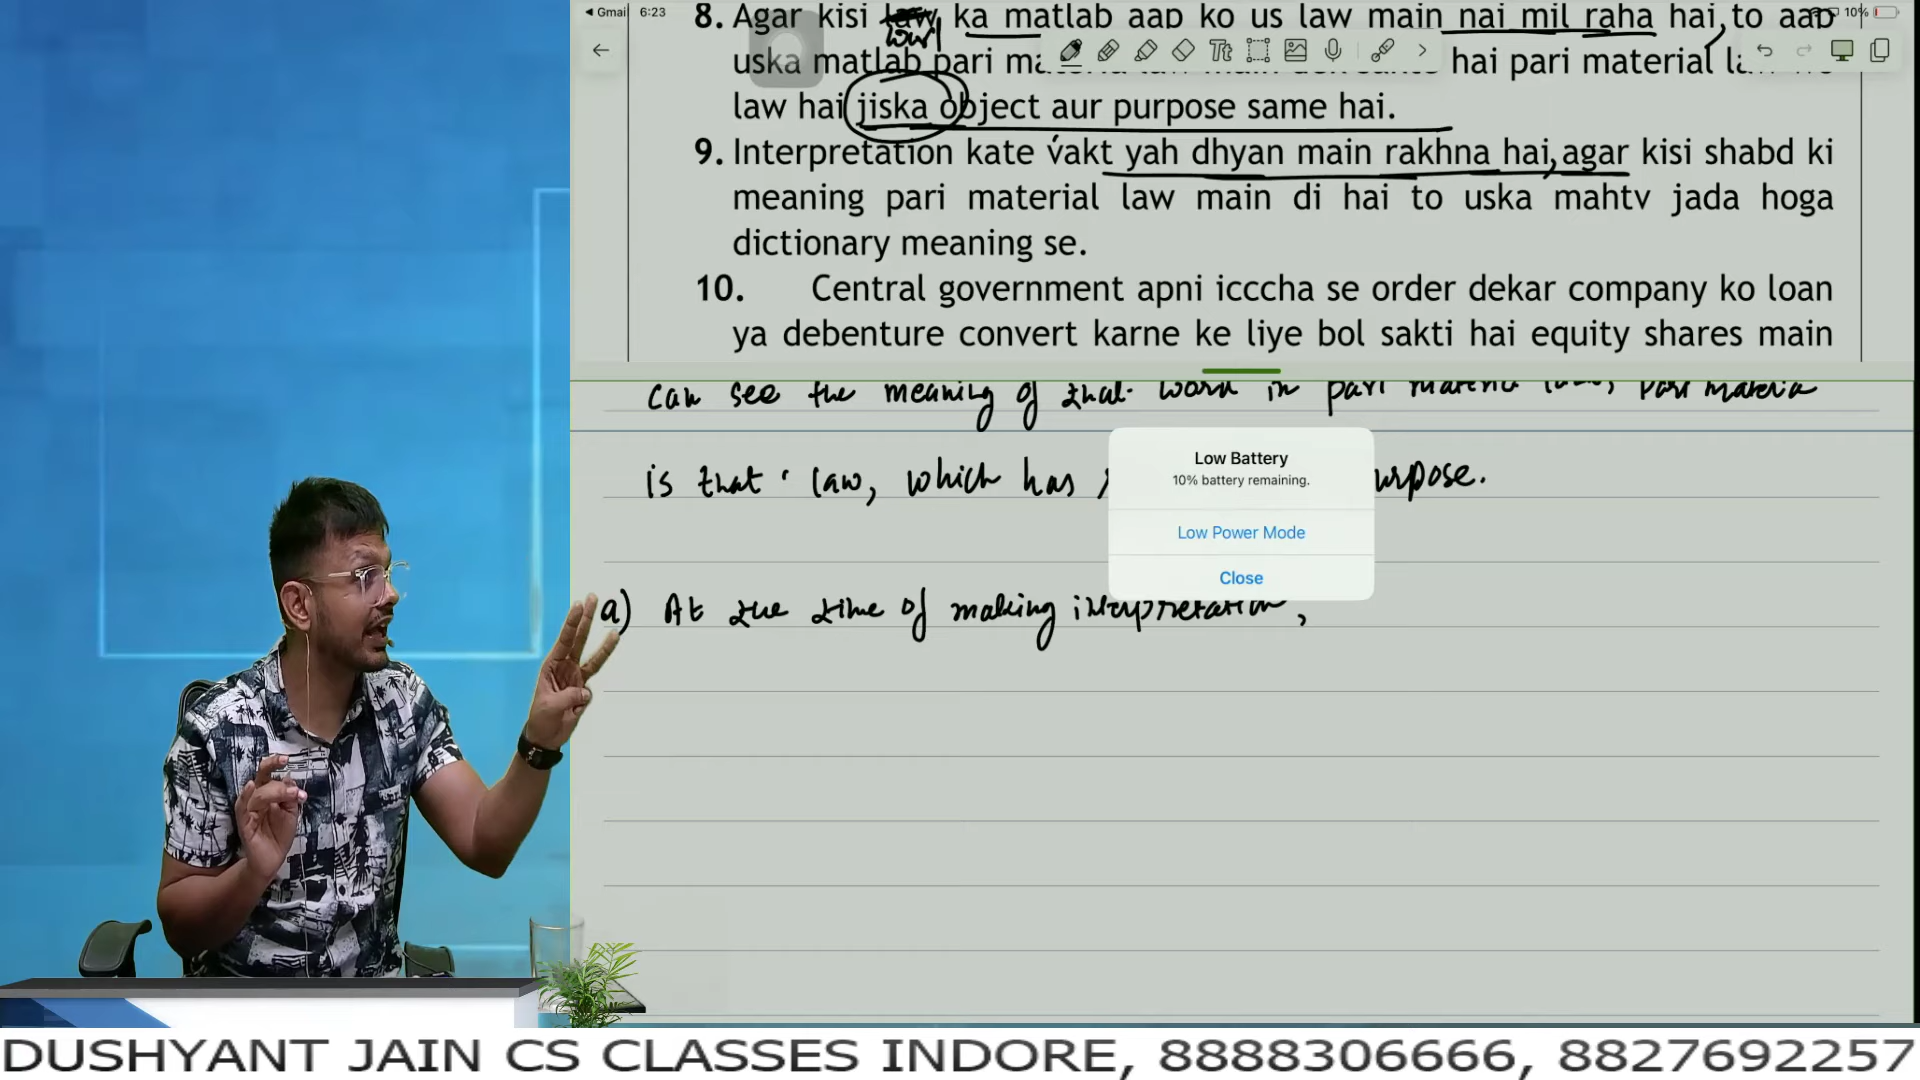 Gmail 6:23
10%
8. Agar kisi law ka matlab aap ko us law main nai mil raha hai, to aap
uska matlab pari hai pari material
law hai jiska object aur purpose same hai.
9. Interpretation kate vakt yah dhyan main rakhna hai, agar kisi shabd ki
meaning pari material law main di hai to uska mahtv jada hoga
dictionary meaning se.
10. Central government apni icccha se order dekar company ko loan
ya debenture convert karne ke liye bol sakti hai equity shares main
can see the meaning of that word in pari materia law, pari materia
is that law, which has purpose.
Low Battery
10% battery remaining.
Low Power Mode
Close
a) At the time of making interpretation,
DUSHYANT JAIN CS CLASSES INDORE, 8888306666, 8827692257